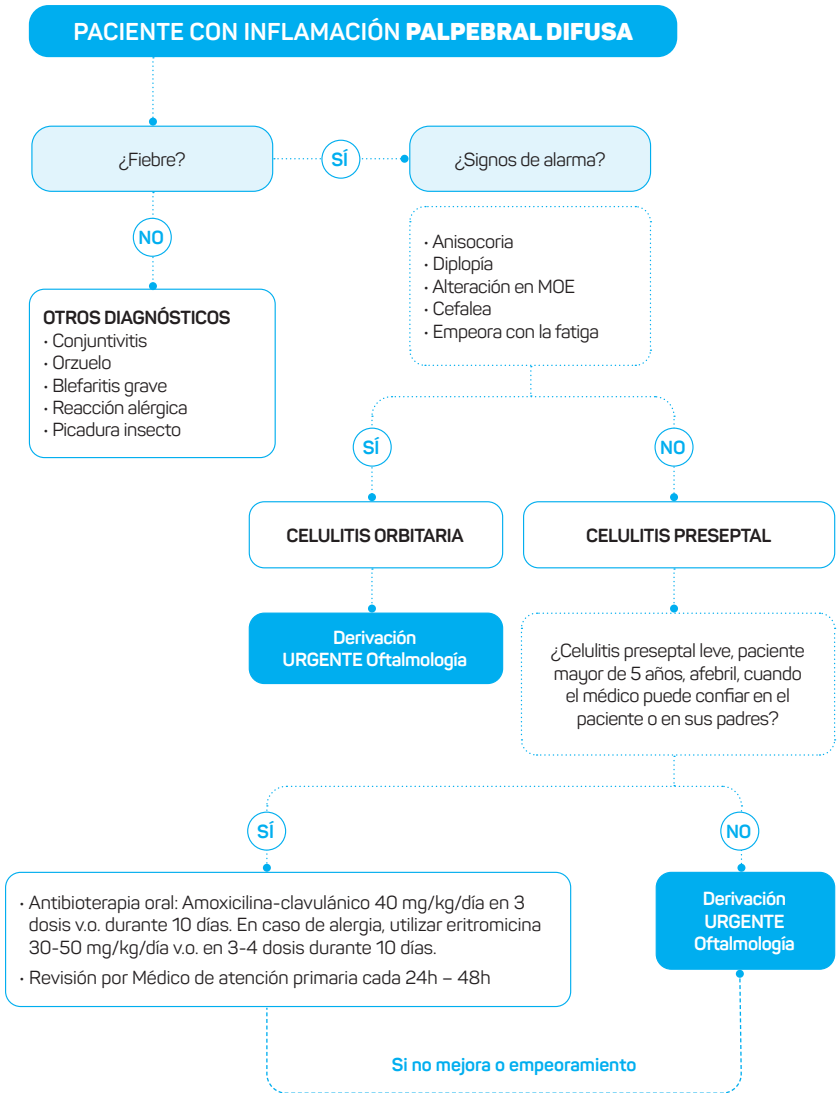 PACIENTE CON INFLAMACIÓN PALPEBRAL DIFUSA
¿Fiebre?
SÍ
¿Signos de alarma?
NO
• Anisocoria
• Diplopía
• Alteración en MOE
• Cefalea
• Empeora con la fatiga
OTROS DIAGNÓSTICOS
• Conjuntivitis
• Orzuelo
• Blefaritis grave
• Reacción alérgica
• Picadura insecto
SÍ
NO
CELULITIS ORBITARIA
CELULITIS PRESEPTAL
Derivación
URGENTE Oftalmología
¿Celulitis preseptal leve, paciente
mayor de 5 años, afebril, cuando
el médico puede confiar en el
paciente o en sus padres?
SÍ
NO
• Antibioterapia oral: Amoxicilina-clavulánico 40 mg/kg/día en 3
dosis v.o. durante 10 días. En caso de alergia, utilizar eritromicina
30-50 mg/kg/día v.o. en 3-4 dosis durante 10 días.
• Revisión por Médico de atención primaria cada 24h – 48h
Derivación
URGENTE
Oftalmología
Si no mejora o empeoramiento